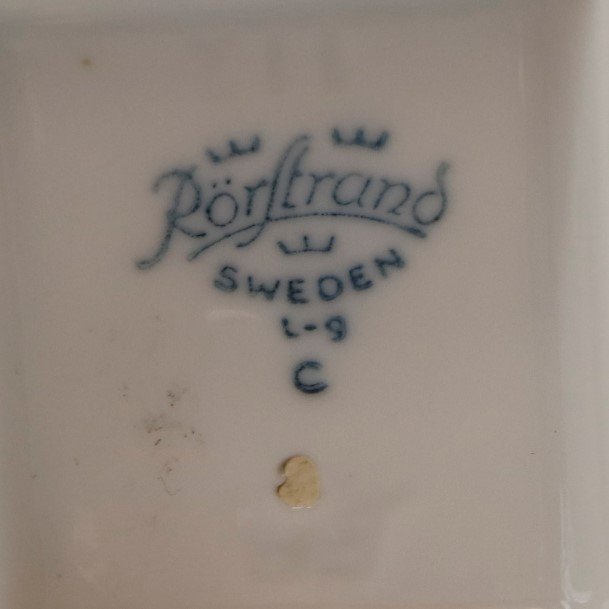 Rörstrand
SWEDEN
L-9
C